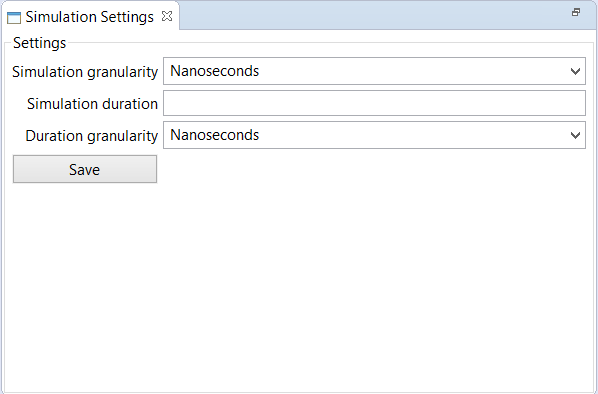 Simulation Settings
Settings
Simulation granularity Nanoseconds
Simulation duration
Duration granularity Nanoseconds
Save